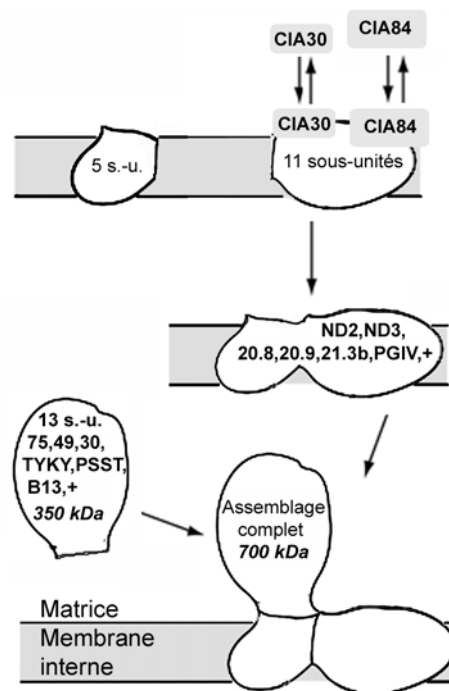 CIA30
CIA84
CIA30
CIA84
5 s.-u.
11 sous-unités
ND2,ND3,
20.8,20.9,21.3b,PGIV,+
13 s.-u.
75,49,30,
TYKY,PSST,
B13,+
350 kDa
Assemblage
complet
700 kDa
Matrice
Membrane
interne